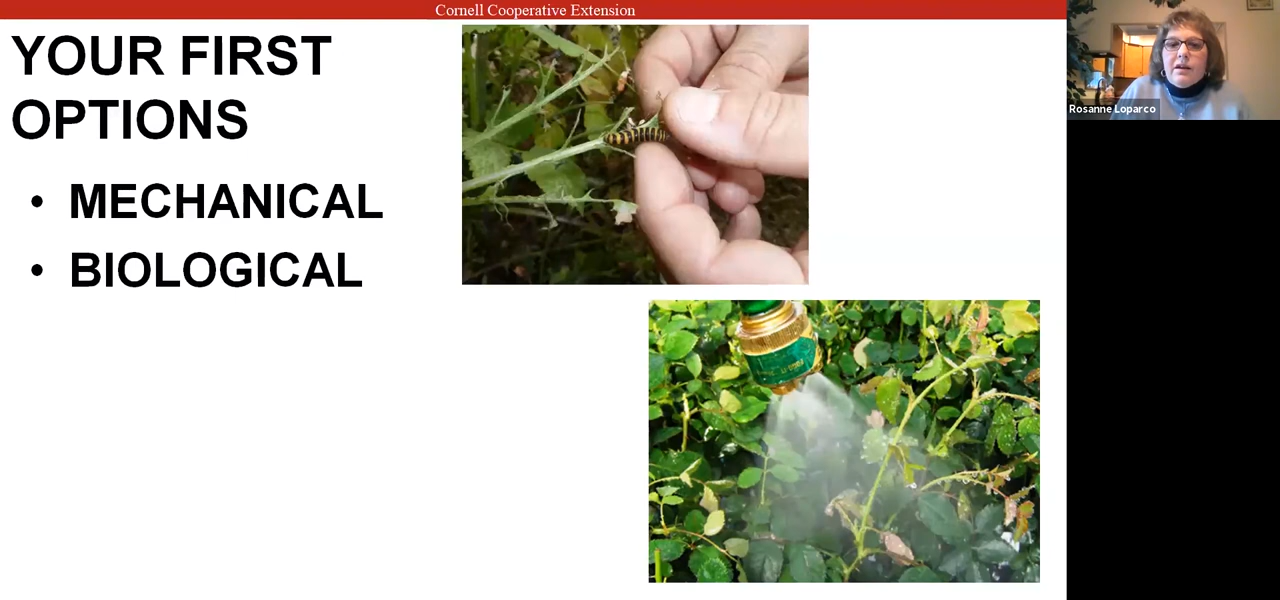 Cornell Cooperative Extension
YOUR FIRST
OPTIONS
• MECHANICAL
• BIOLOGICAL
Rosanne Loparco